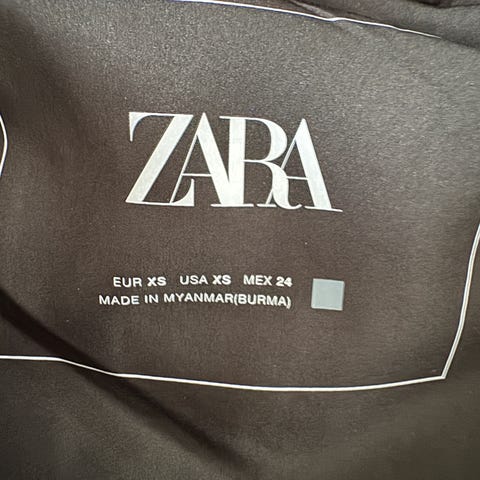 ZARA
EUR XS USA XS MEX 24
MADE IN MYANMAR(BURMA)